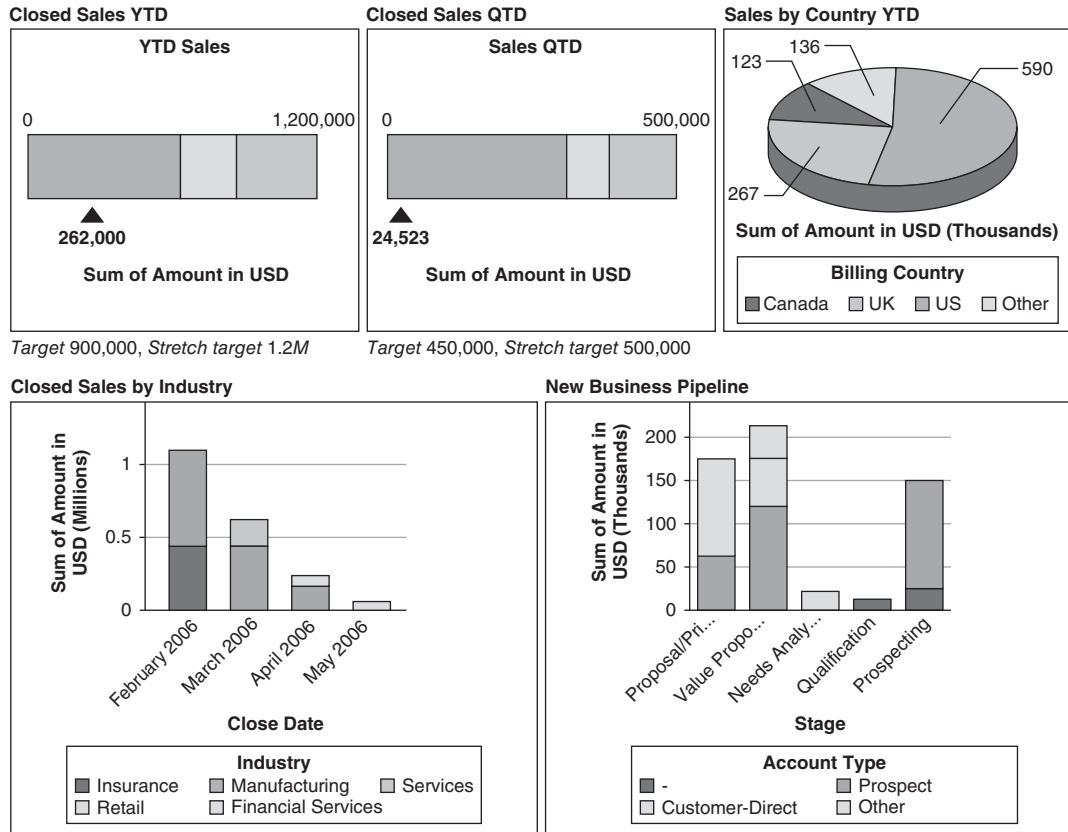 Closed Sales YTD
YTD Sales
0 1,200,000
262,000
Sum of Amount in USD
Target 900,000, Stretch target 1.2M
Closed Sales QTD
Sales QTD
0 500,000
24,523
Sum of Amount in USD
Target 450,000, Stretch target 500,000
Sales by Country YTD
136
123
590
267
Sum of Amount in USD (Thousands)
Billing Country
Canada UK US Other
Closed Sales by Industry
Sum of Amount in
USD (Millions)
1
0.5
0
February 2006
March 2006
April 2006
May 2006
Close Date
Industry
Insurance Manufacturing Services
Retail Financial Services
New Business Pipeline
Sum of Amount in
USD (Thousands)
200
150
100
50
0
Proposal/Pri...
Value Propo...
Needs Analy...
Qualification
Prospecting
Stage
Account Type
- Prospect
Customer-Direct Other